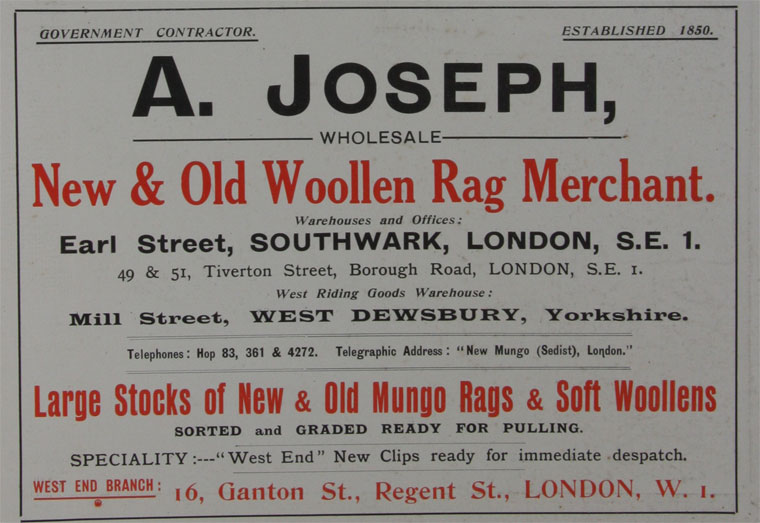 GOVERNMENT CONTRACTOR. ESTABLISHED 1850.
A. JOSEPH,
WHOLESALE
New & Old Woollen Rag Merchant.
Warehouses and Offices:
Earl Street, SOUTHWARK, LONDON, S.E. 1.
49 & 51, Tiverton Street, Borough Road, LONDON, S.E. 1.
West Riding Goods Warehouse:
Mill Street, WEST DEWSBURY, Yorkshire.
Telephones: Hop 83, 361 & 4272. Telegraphic Address: "New Mungo (Sedist), London."
Large Stocks of New & Old Mungo Rags & Soft Woollens
SORTED and GRADED READY FOR PULLING.
SPECIALITY:---"West End" New Clips ready for immediate despatch.
WEST END BRANCH: 16, Ganton St., Regent St., LONDON, W. 1.